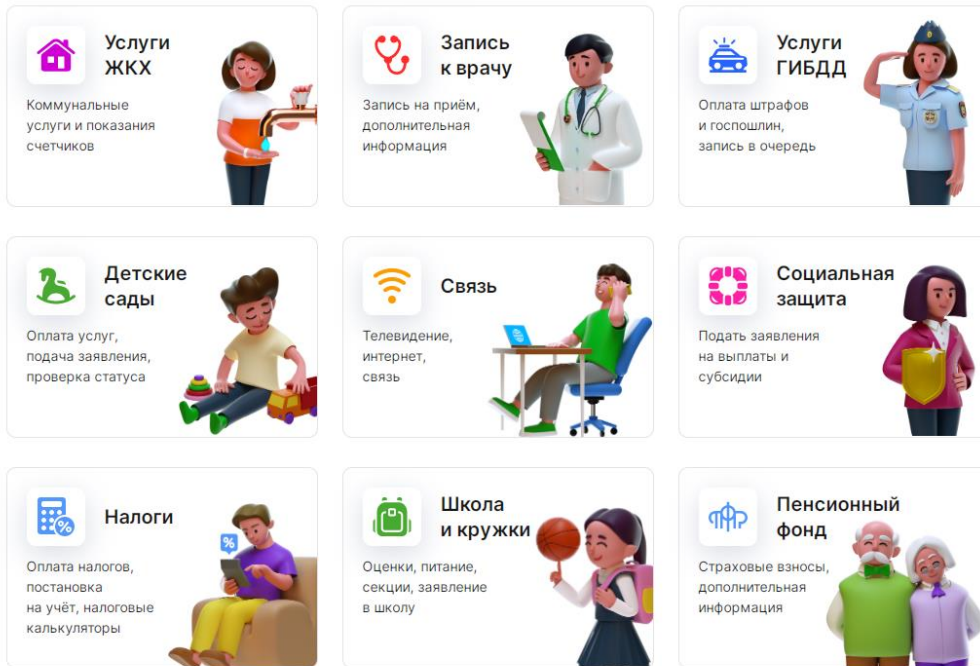 Услуги
ЖКХ
Коммунальные
услуги и показания
счетчиков
Запись
к врачу
Запись на приём,
дополнительная
информация
Услуги
ГИБДД
Оплата штрафов
и госпошлин,
запись в очередь
Детские
сады
Оплата услуг,
подача заявления,
проверка статуса
Связь
Телевидение,
интернет,
связь
Социальная
защита
Подать заявления
на выплаты и
субсидии
Налоги
%
%
Оплата налогов,
постановка
на учёт, налоговые
калькуляторы
Школа
и кружки
Оценки, питание,
секции, заявление
в школу
Пенсионный
фонд
Страховые взносы,
дополнительная
информация